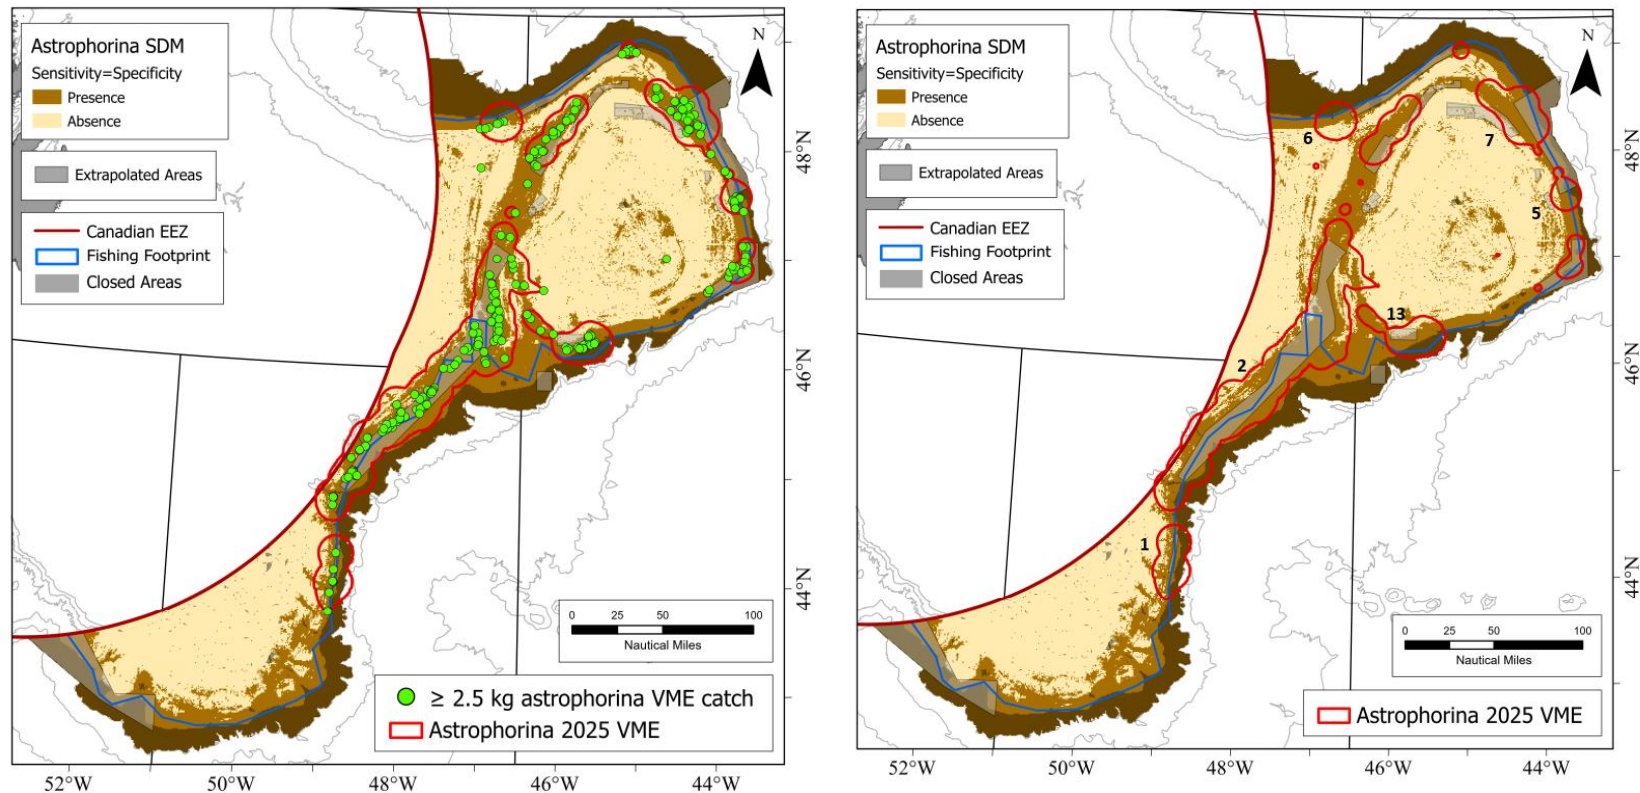 Astrophorina SDM
Sensitivity=Specificity
Presence
Absence
Extrapolated Areas
Canadian EEZ
Fishing Footprint
Closed Areas
N
48°N
46°N
44°N
0 25 50 100
Nautical Miles
≥ 2.5 kg astrophorina VME catch
Astrophorina 2025 VME
52°W 50°W 48°W 46°W 44°W
Astrophorina SDM
Sensitivity=Specificity
Presence
Absence
Extrapolated Areas
Canadian EEZ
Fishing Footprint
Closed Areas
N
6
7
5
13
2
1
48°N
46°N
44°N
0 25 50 100
Nautical Miles
Astrophorina 2025 VME
52°W 50°W 48°W 46°W 44°W